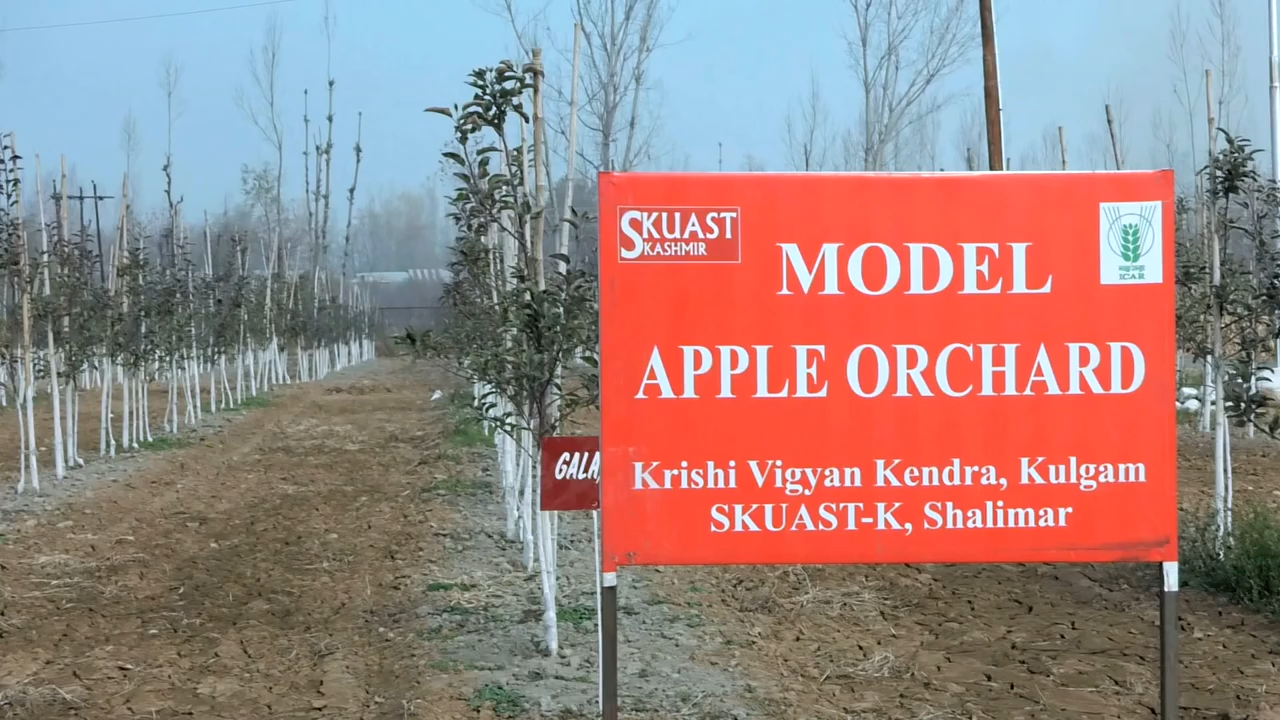 SKUAST
KASHMIR
MODEL
APPLE ORCHARD
Krishi Vigyan Kendra, Kulgam
SKUAST-K, Shalimar
ICAR
GALA